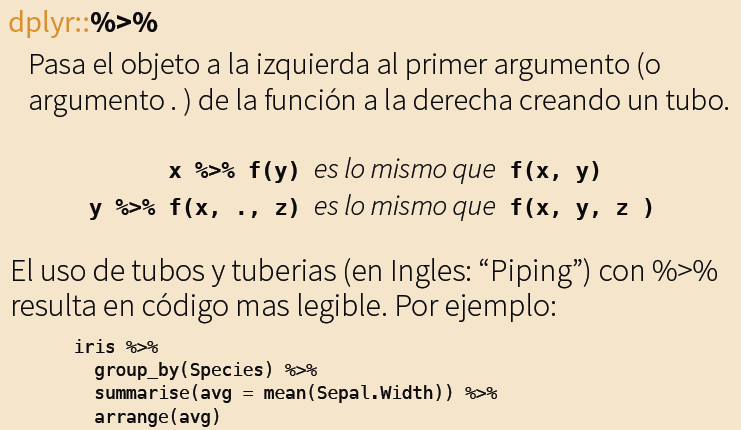 dplyr::%>%
Pasa el objeto a la izquierda al primer argumento (o
argumento . ) de la función a la derecha creando un tubo.
x %>% f(y) es lo mismo que f(x, y)
y %>% f(x, ., z) es lo mismo que f(x, y, z )
El uso de tubos y tuberias (en Ingles: “Piping”) con %>%
resulta en código mas legible. Por ejemplo:
iris %>%
group_by(Species) %>%
summarise(avg = mean(Sepal.Width)) %>%
arrange(avg)